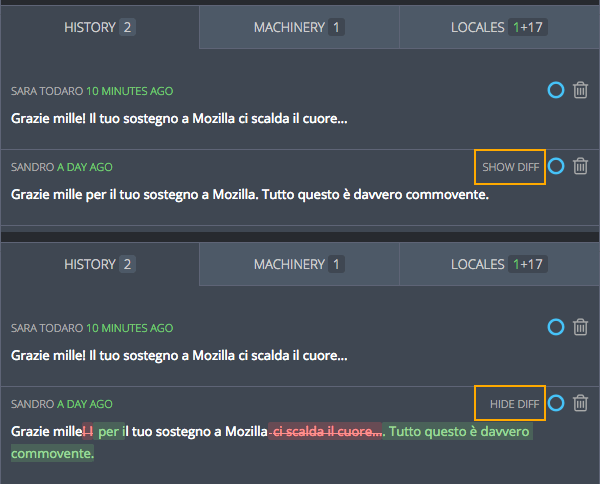 HISTORY 2 MACHINERY 1 LOCALES 1+17
SARA TODARO 10 MINUTES AGO
Grazie mille! Il tuo sostegno a Mozilla ci scalda il cuore...
SANDRO A DAY AGO SHOW DIFF
Grazie mille per il tuo sostegno a Mozilla. Tutto questo è davvero commovente.
HISTORY 2 MACHINERY 1 LOCALES 1+17
SARA TODARO 10 MINUTES AGO
Grazie mille! Il tuo sostegno a Mozilla ci scalda il cuore...
SANDRO A DAY AGO HIDE DIFF
Grazie mille! I per il tuo sostegno a Mozilla ci scalda il cuore.... Tutto questo è davvero
commovente.